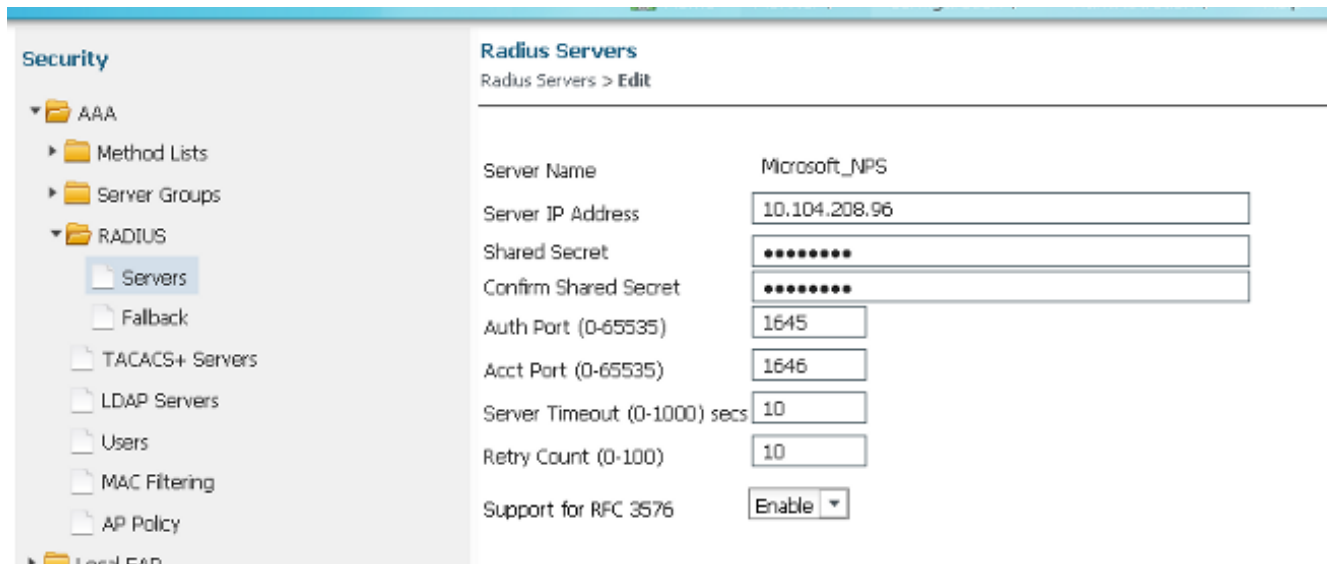 Security
AAA
Method Lists
Server Groups
RADIUS
Servers
Fallback
TACACS+ Servers
LDAP Servers
Users
MAC Filtering
AP Policy
Local EAP
Radius Servers
Radius Servers > Edit
Server Name Microsoft_NPS
Server IP Address 10.104.208.96
Shared Secret ●●●●●●●●
Confirm Shared Secret ●●●●●●●●
Auth Port (0-65535) 1645
Acct Port (0-65535) 1646
Server Timeout (0-1000) secs 10
Retry Count (0-100) 10
Support for RFC 3576 Enable